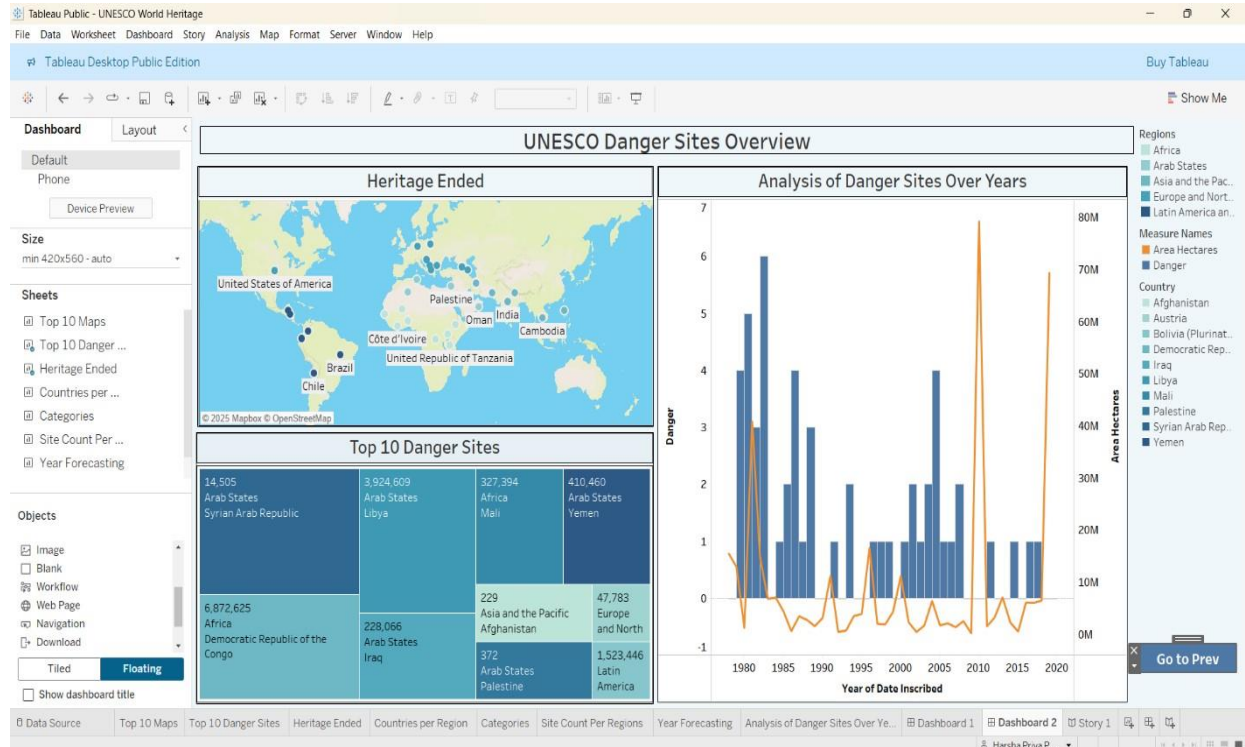 Tableau Public - UNESCO World Heritage
File Data Worksheet Dashboard Story Analysis Map Format Server Window Help
Tableau Desktop Public Edition
Buy Tableau
Show Me
Dashboard
Layout
Default
Phone
Device Preview
Size
min 420x560 - auto
Sheets
Top 10 Maps
Top 10 Danger ...
Heritage Ended
Countries per ...
Categories
Site Count Per ...
Year Forecasting
Objects
Image
Blank
Workflow
Web Page
Navigation
Download
Tiled
Floating
Show dashboard title
UNESCO Danger Sites Overview
Heritage Ended
United States of America
Palestine
Oman
India
Cambodia
Côte d'Ivoire
United Republic of Tanzania
Brazil
Chile
© 2025 Mapbox © OpenStreetMap
Top 10 Danger Sites
14,505
Arab States
Syrian Arab Republic
3,924,609
Arab States
Libya
327,394
Africa
Mali
410,460
Arab States
Yemen
6,872,625
Africa
Democratic Republic of the
Congo
228,066
Arab States
Iraq
229
Asia and the Pacific
Afghanistan
47,783
Europe
and North
372
Arab States
Palestine
1,523,446
Latin
America
Analysis of Danger Sites Over Years
7
6
5
4
3
2
1
0
-1
Danger
80M
70M
60M
50M
40M
30M
20M
10M
0M
Area Hectares
1980 1985 1990 1995 2000 2005 2010 2015 2020
Year of Date Inscribed
Regions
Africa
Arab States
Asia and the Pac..
Europe and Nort..
Latin America an..
Measure Names
Area Hectares
Danger
Country
Afghanistan
Austria
Bolivia (Plurinat..
Democratic Rep..
Iraq
Libya
Mali
Palestine
Syrian Arab Rep..
Yemen
Go to Prev
Data Source
Top 10 Maps
Top 10 Danger Sites
Heritage Ended
Countries per Region
Categories
Site Count Per Regions
Year Forecasting
Analysis of Danger Sites Over Ye...
Dashboard 1
Dashboard 2
Story 1
Harsha Priya P